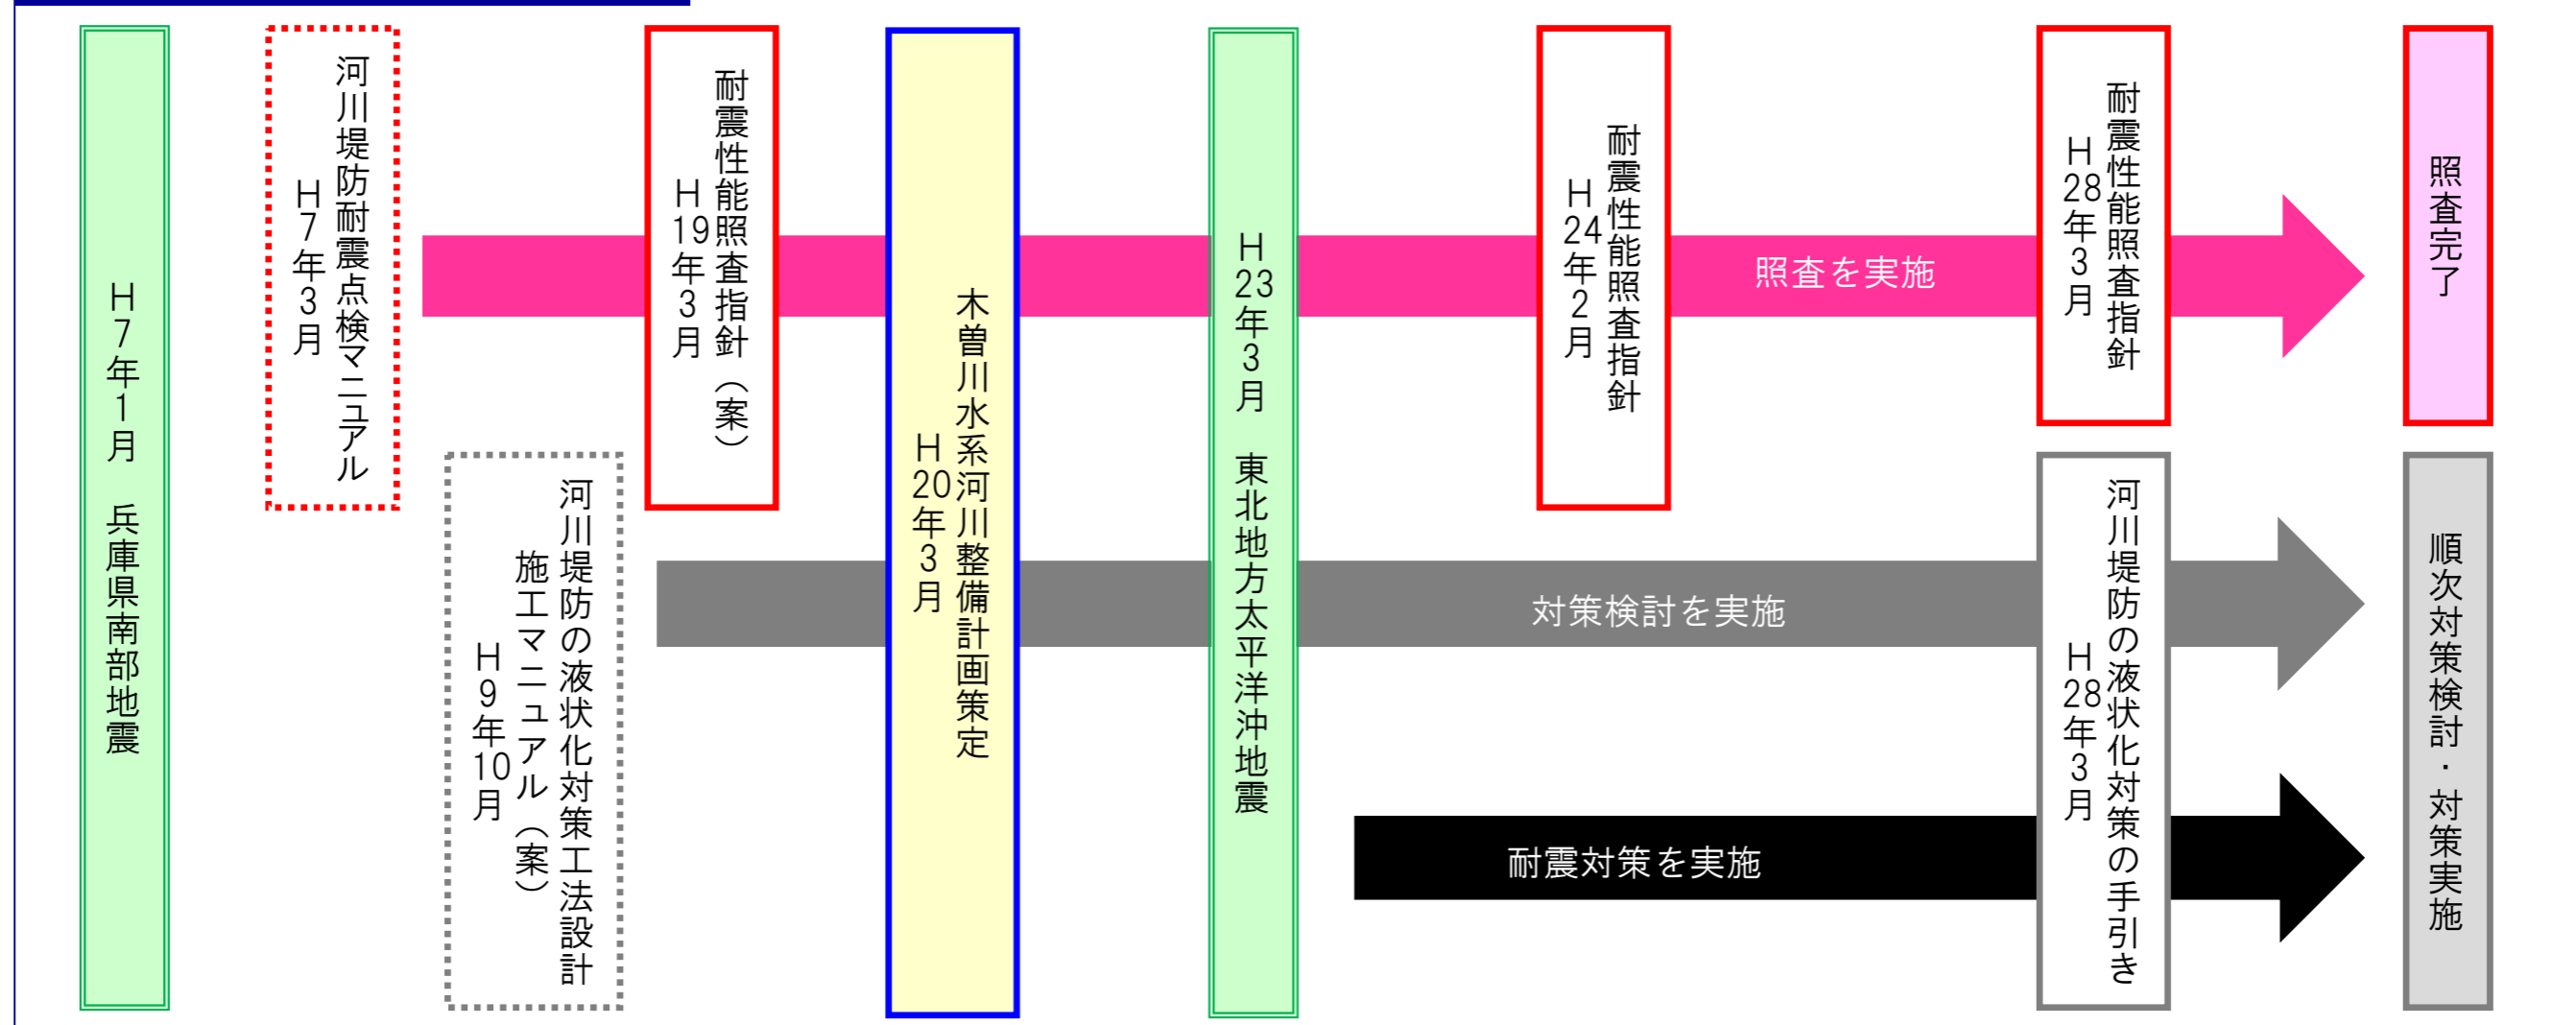 H7年1月　兵庫県南部地震
河川堤防耐震点検マニュアル
H7年3月
河川堤防の液状化対策工法設計
施工マニュアル（案）
H9年10月
耐震性能照査指針（案）
H19年3月
木曽川水系河川整備計画策定
H20年3月
H23年3月　東北地方太平洋沖地震
耐震性能照査指針
H24年2月
照査を実施
対策検討を実施
耐震対策を実施
耐震性能照査指針
H28年3月
河川堤防の液状化対策の手引き
H28年3月
照査完了
順次対策検討・対策実施